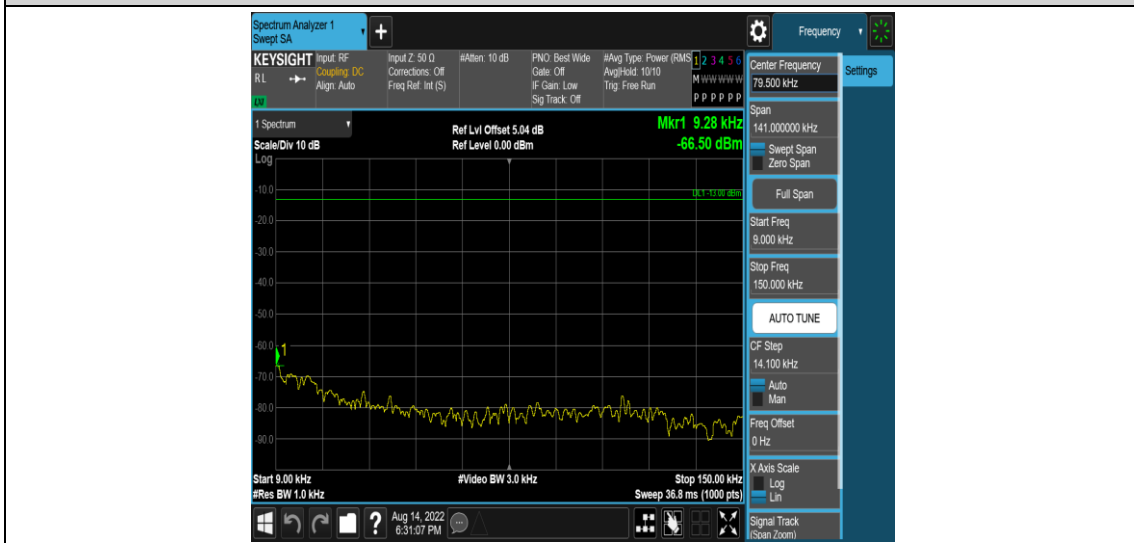 Spectrum Analyzer 1
Swept SA
+
Frequency
KEYSIGHT
RL
LXI
Input: RF
Coupling: DC
Align: Auto
Input Z: 50 Ω
Corrections: Off
Freq Ref: Int (S)
#Atten: 10 dB
PNO: Best Wide
Gate: Off
IF Gain: Low
Sig Track: Off
#Avg Type: Power (RMS
Avg|Hold: 10/10
Trig: Free Run
1 2 3 4 5 6
M W W W W W
P P P P P P
1 Spectrum
Scale/Div 10 dB
Log
Ref Lvl Offset 5.04 dB
Ref Level 0.00 dBm
Mkr1 9.28 kHz
-66.50 dBm
DL1 -13.00 dBm
-10.0
-20.0
-30.0
-40.0
-50.0
-60.0
-70.0
-80.0
-90.0
1
Start 9.00 kHz
#Res BW 1.0 kHz
#Video BW 3.0 kHz
Stop 150.00 kHz
Sweep 36.8 ms (1000 pts)
Center Frequency
79.500 kHz
Settings
Span
141.000000 kHz
Swept Span
Zero Span
Full Span
Start Freq
9.000 kHz
Stop Freq
150.000 kHz
AUTO TUNE
CF Step
14.100 kHz
Auto
Man
Freq Offset
0 Hz
X Axis Scale
Log
Lin
Signal Track
(Span Zoom)
?
Aug 14, 2022
6:31:07 PM